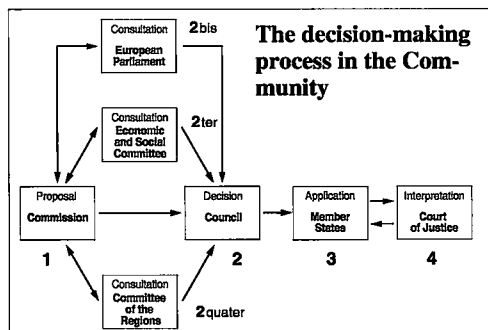 The decision-making
process in the Com-
munity
Consultation
European
Parliament
2bis
Consultation
Economic
and Social
Committee
2ter
Proposal
Commission
1
Decision
Council
2
Application
Member
States
3
Interpretation
Court
of Justice
4
Consultation
Committee
of the
Regions
2quater